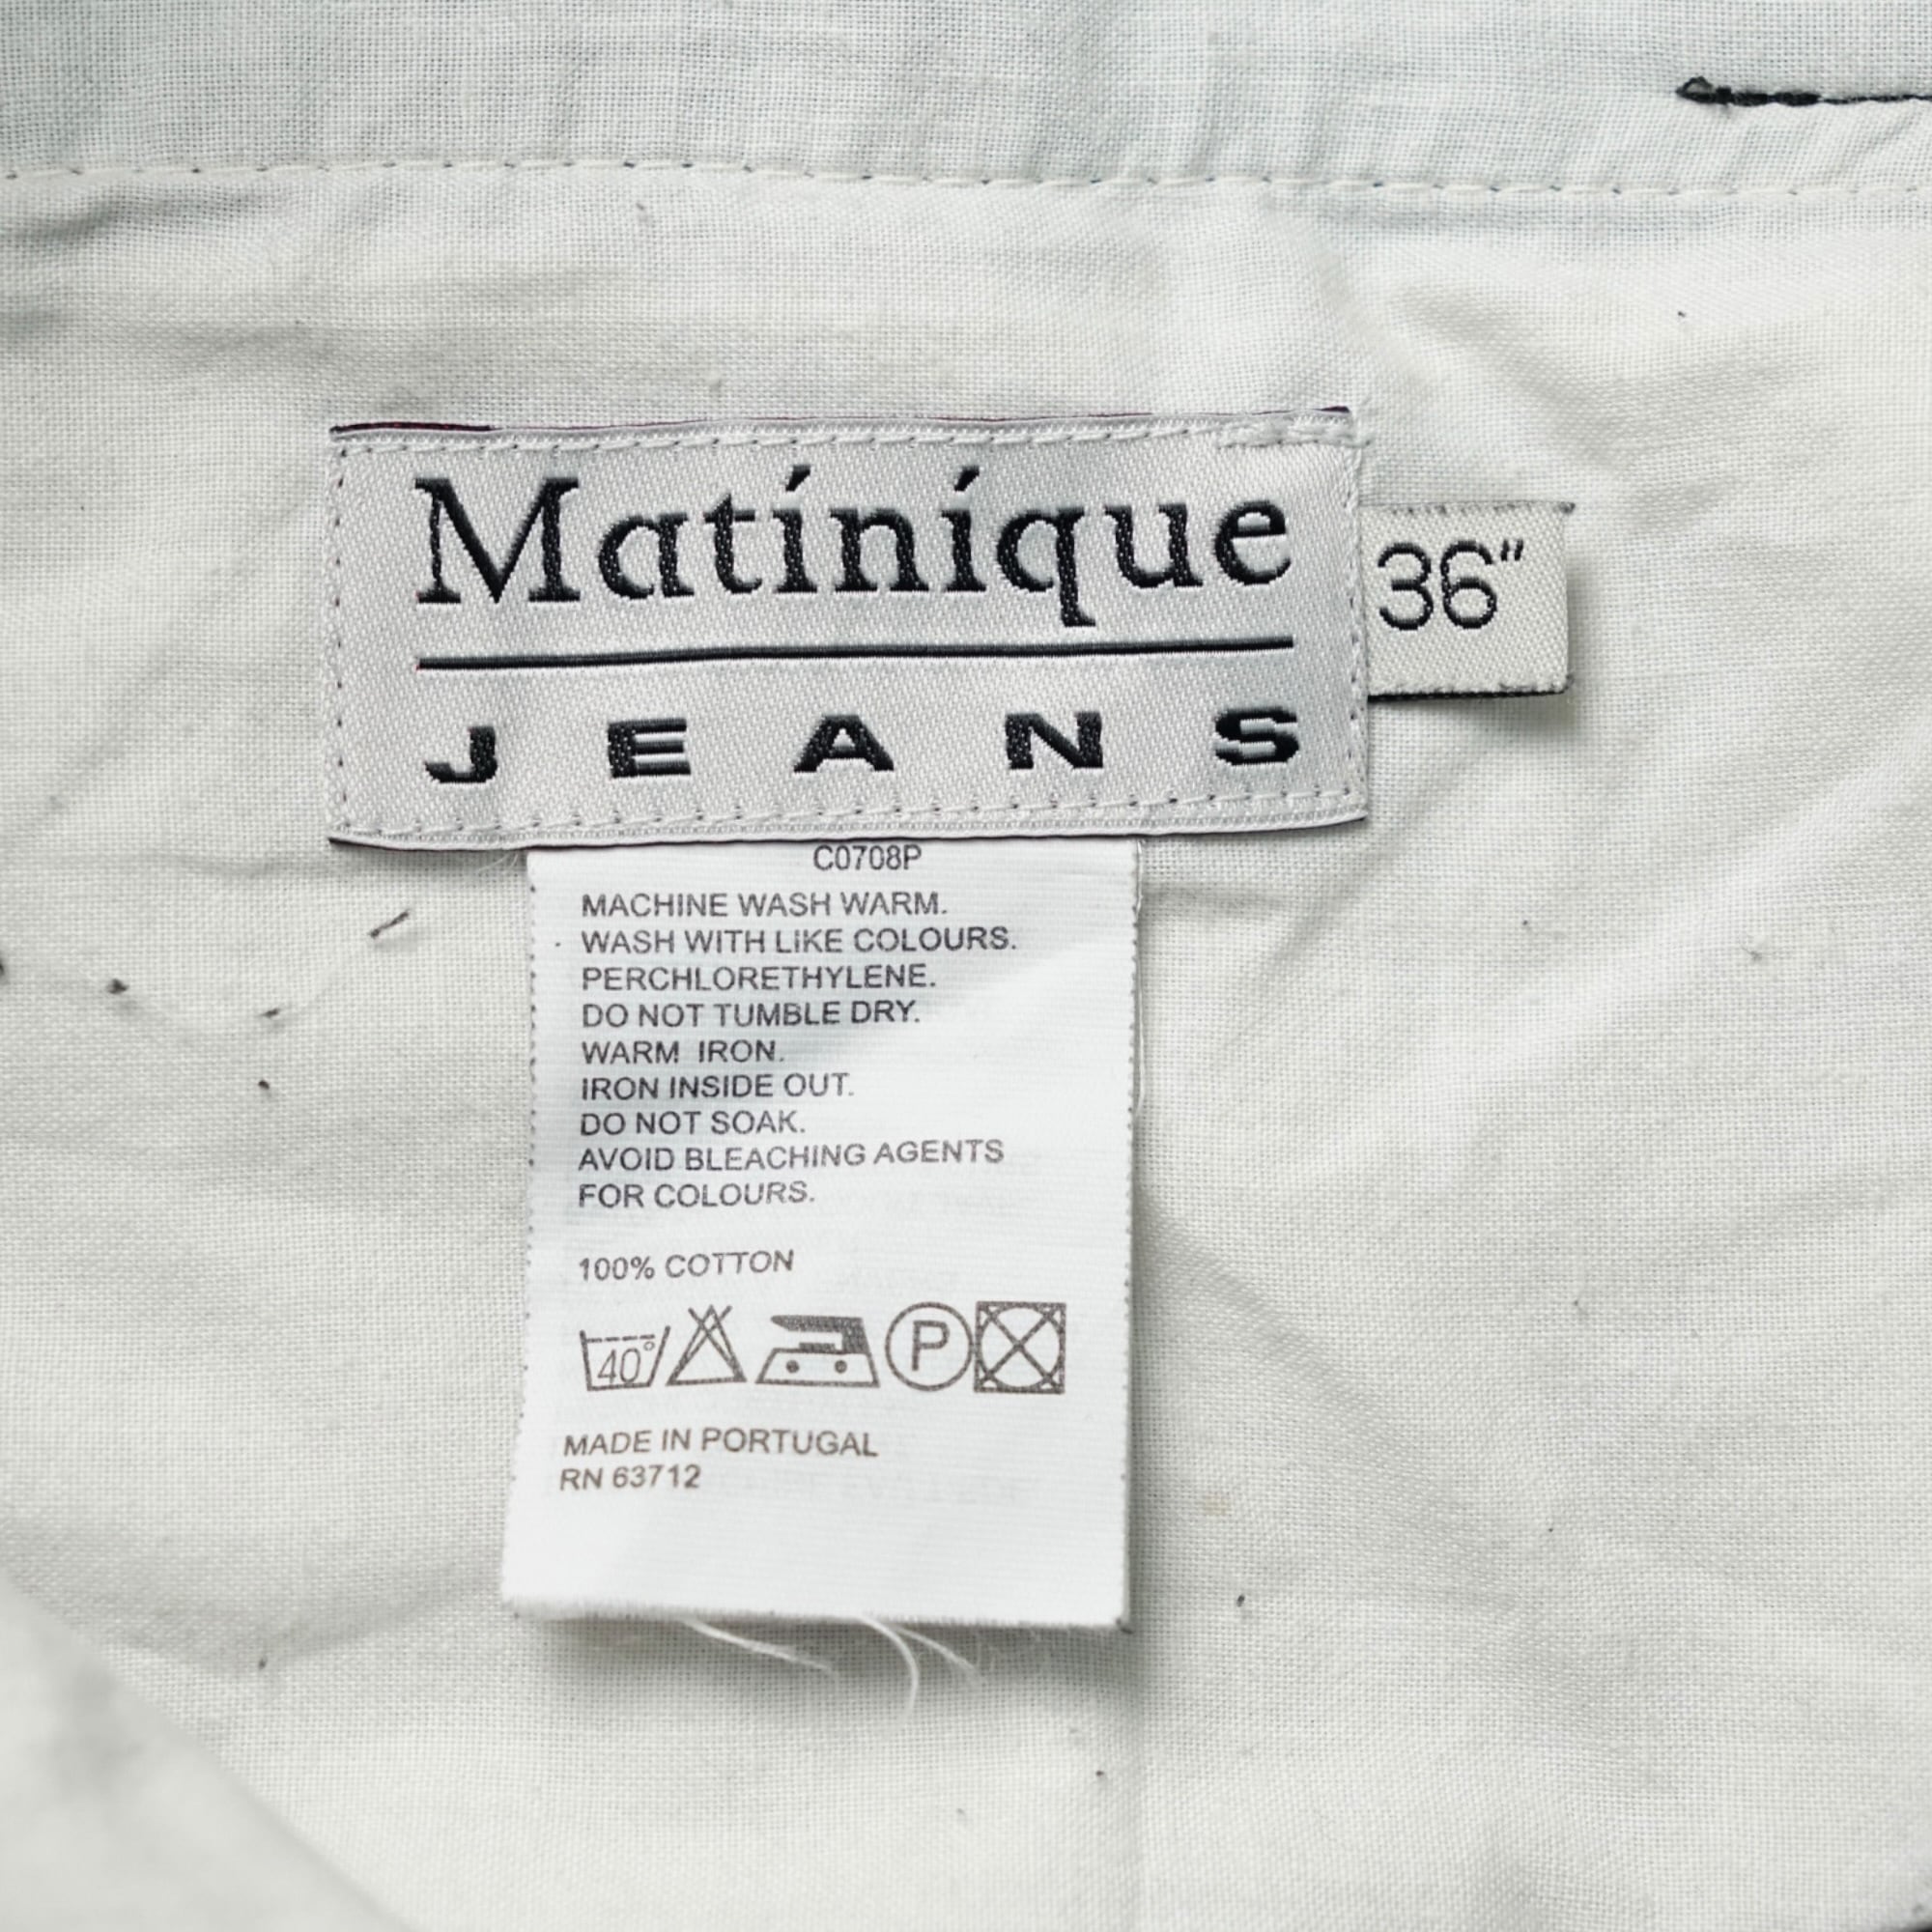 Matinique
JEANS
36"
C0708P
MACHINE WASH WARM.
WASH WITH LIKE COLOURS.
PERCHLORETHYLENE.
DO NOT TUMBLE DRY.
WARM IRON.
IRON INSIDE OUT.
DO NOT SOAK.
AVOID BLEACHING AGENTS
FOR COLOURS.
100% COTTON
40° P
MADE IN PORTUGAL
RN 63712